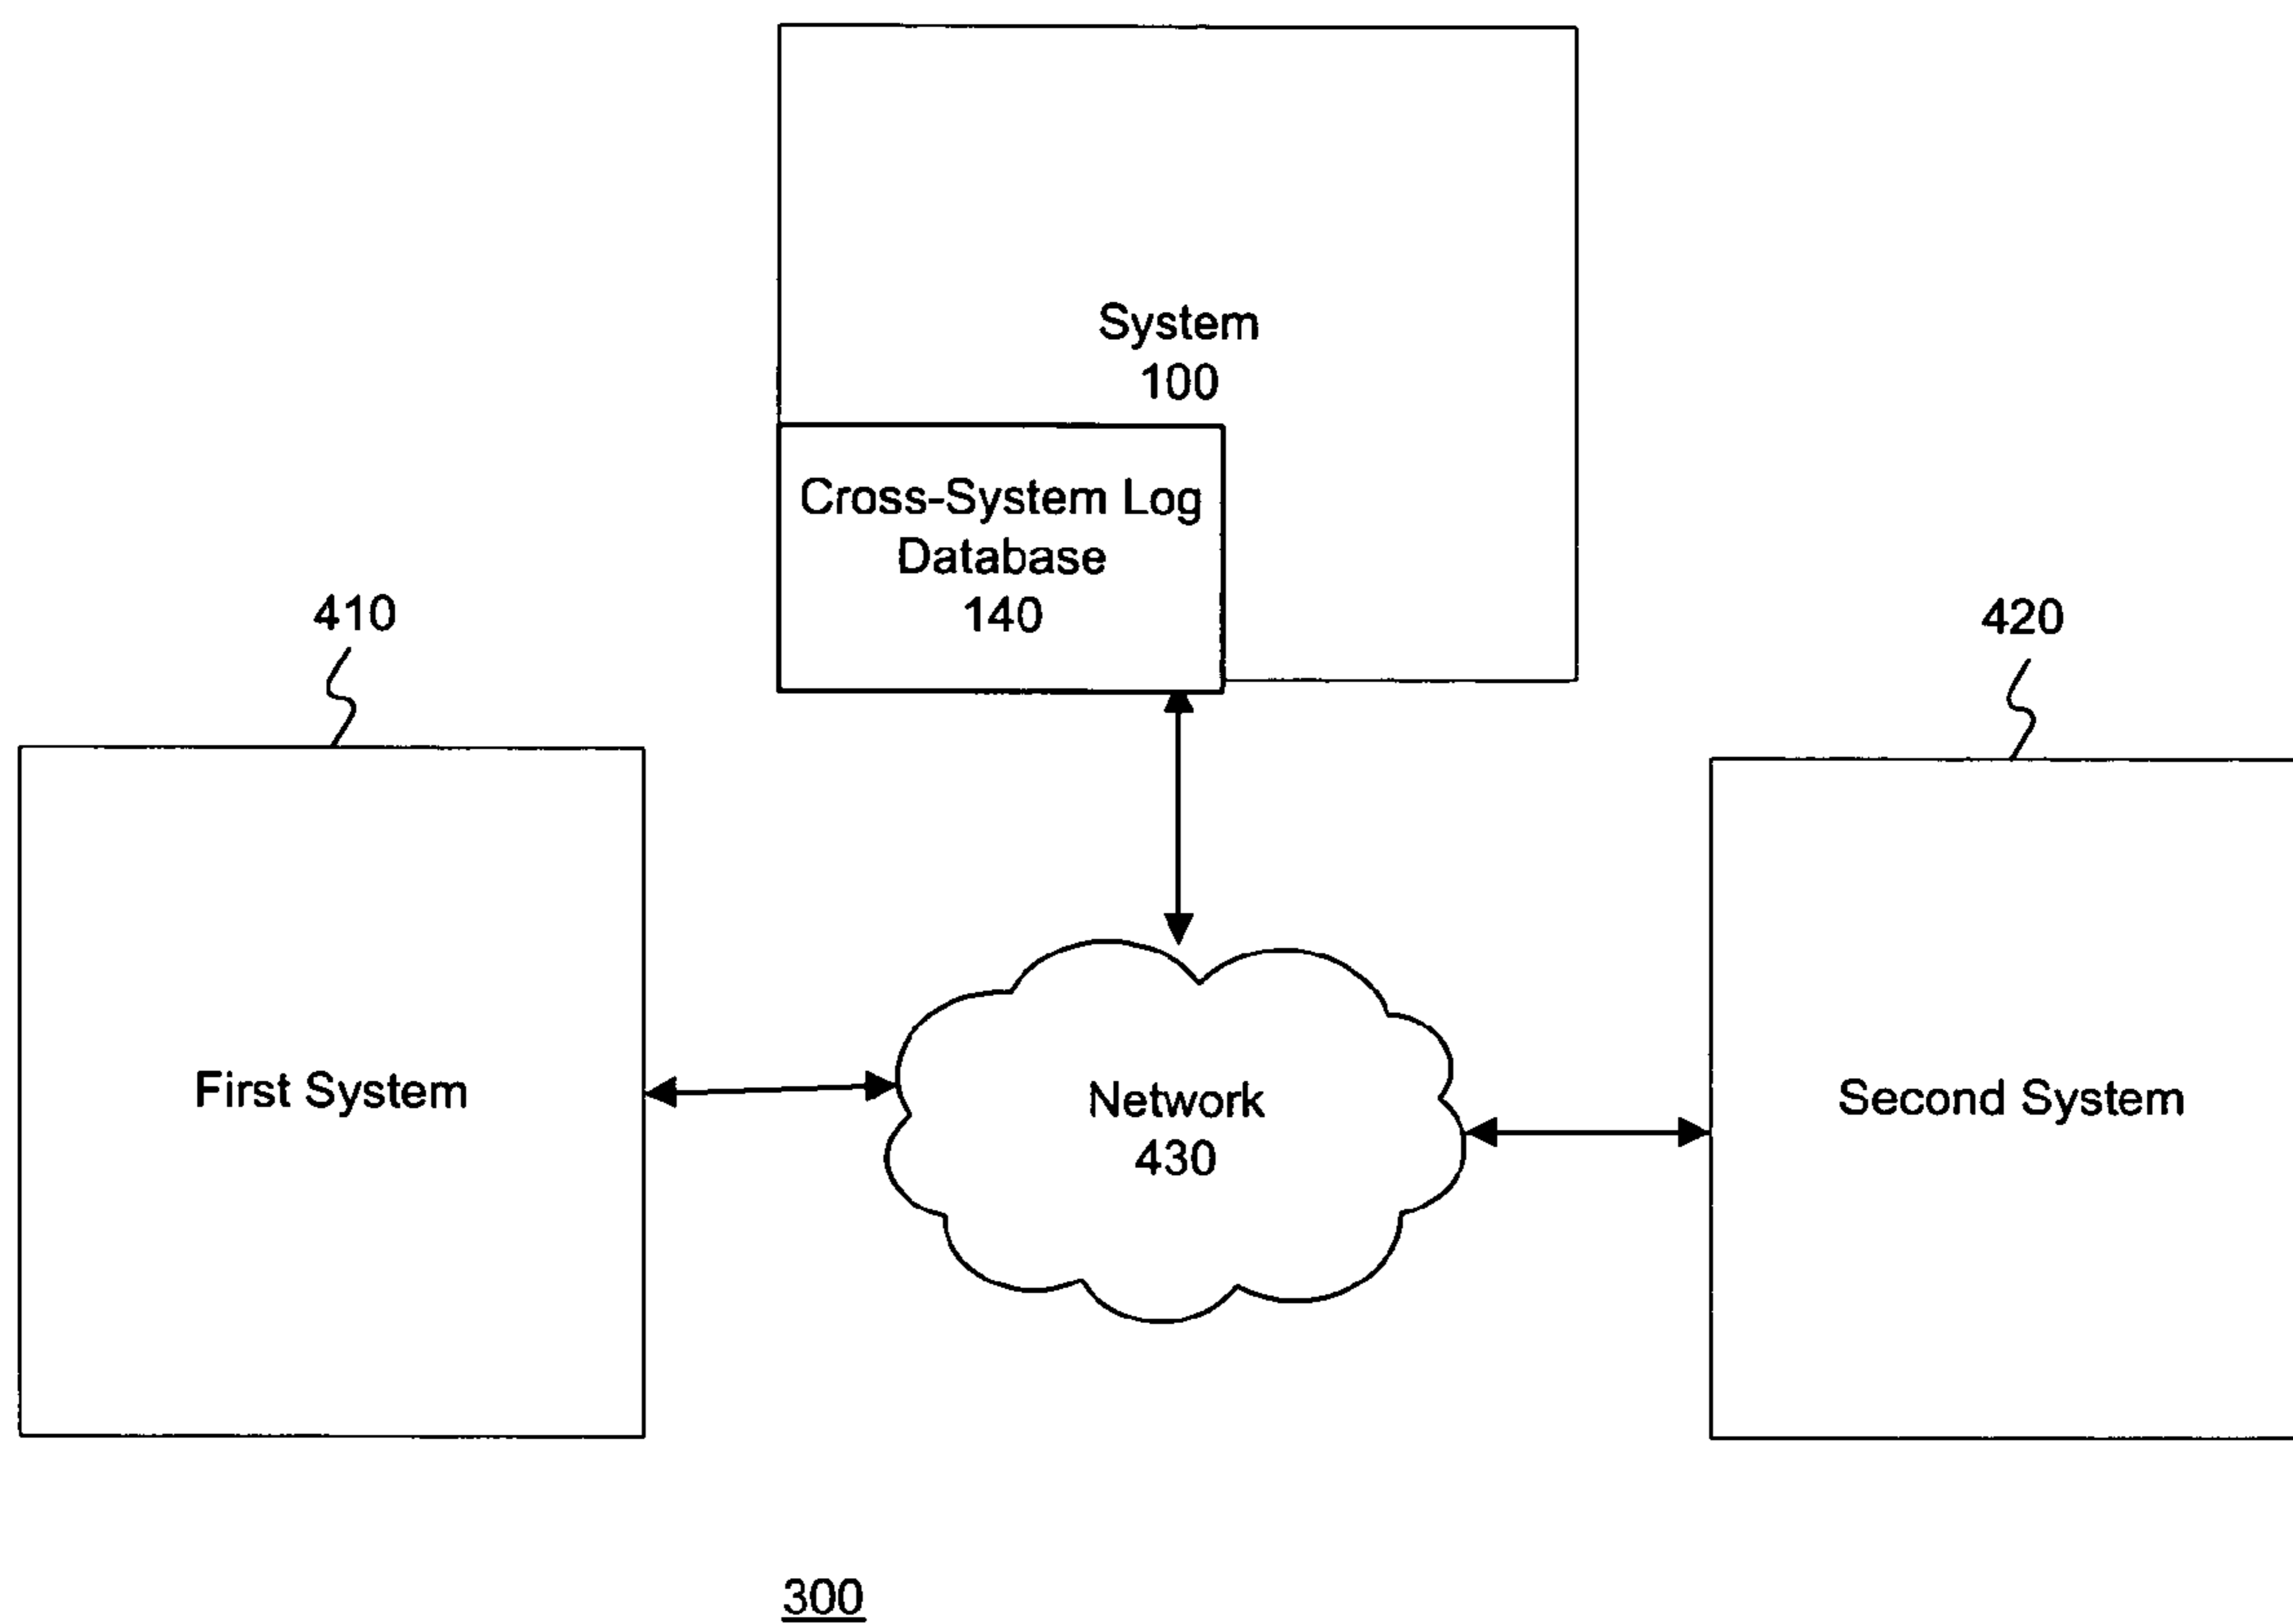 System
100
Cross-System Log
Database
140
410
420
First System
Network
430
Second System
300